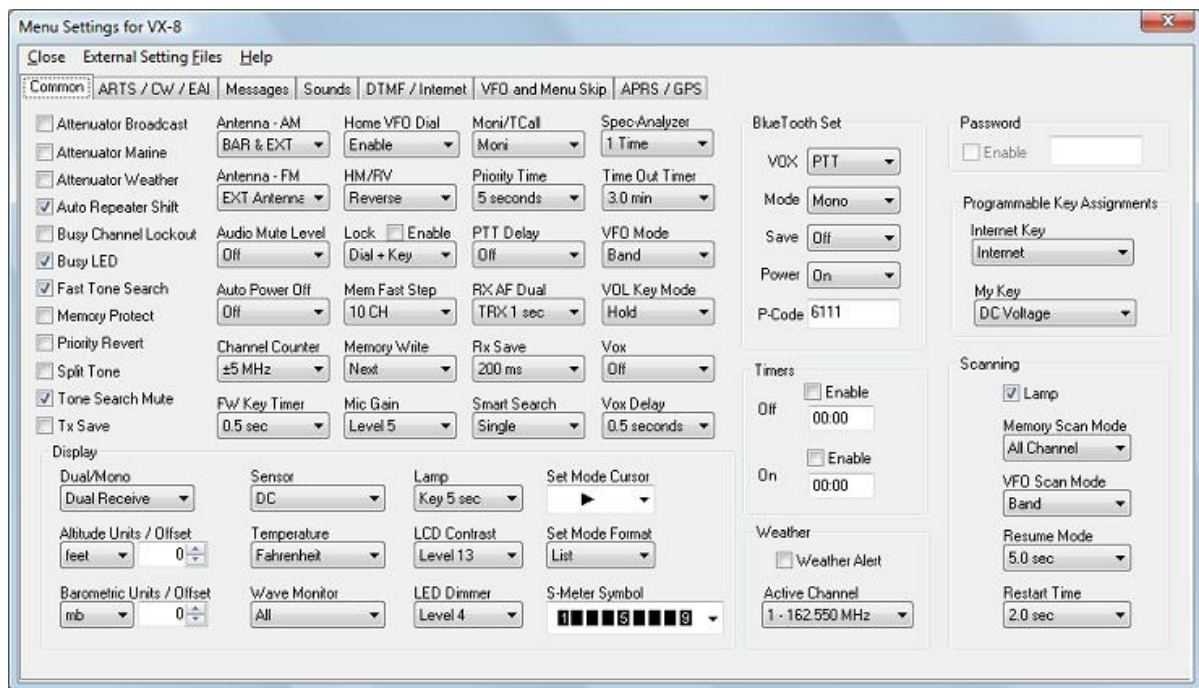 Menu Settings for VX-8
Close External Setting Files Help
Common ARTS / CW / EAI Messages Sounds DTMF / Internet VFO and Menu Skip APRS / GPS
Attenuator Broadcast
Attenuator Marine
Attenuator Weather
Auto Repeater Shift
Busy Channel Lockout
Busy LED
Fast Tone Search
Memory Protect
Priority Revert
Split Tone
Tone Search Mute
Tx Save
Antenna - AM
BAR & EXT
Antenna - FM
EXT Antenna
Audio Mute Level
Off
Auto Power Off
Off
Channel Counter
±5 MHz
FW Key Timer
0.5 sec
Home VFO Dial
Enable
HM/RV
Reverse
Lock Enable
Dial + Key
Mem Fast Step
10 CH
Memory Write
Next
Mic Gain
Level 5
Moni/TCall
Moni
Priority Time
5 seconds
PTT Delay
Off
RX AF Dual
TRX 1 sec
Rx Save
200 ms
Smart Search
Single
Spec-Analyzer
1 Time
Time Out Timer
3.0 min
VFO Mode
Band
VOL Key Mode
Hold
Vox
Off
Vox Delay
0.5 seconds
Display
Dual/Mono
Dual Receive
Altitude Units / Offset
feet 0
Barometric Units / Offset
mb 0
Sensor
DC
Temperature
Fahrenheit
Wave Monitor
All
Lamp
Key 5 sec
LCD Contrast
Level 13
LED Dimmer
Level 4
Set Mode Cursor
Set Mode Format
List
S-Meter Symbol
1 5 9
BlueTooth Set
VOX PTT
Mode Mono
Save Off
Power On
P-Code 6111
Timers
Enable
Off 00:00
Enable
On 00:00
Weather
Weather Alert
Active Channel
1 - 162.550 MHz
Password
Enable
Programmable Key Assignments
Internet Key
Internet
My Key
DC Voltage
Scanning
Lamp
Memory Scan Mode
All Channel
VFO Scan Mode
Band
Resume Mode
5.0 sec
Restart Time
2.0 sec